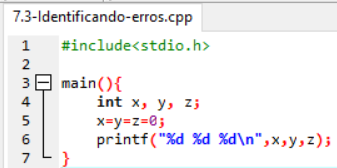 7.3-Identificando-erros.cpp
1 #include<stdio.h>
2
3 main(){
4 int x, y, z;
5 x=y=z=0;
6 printf("%d %d %d\n",x,y,z);
7 }